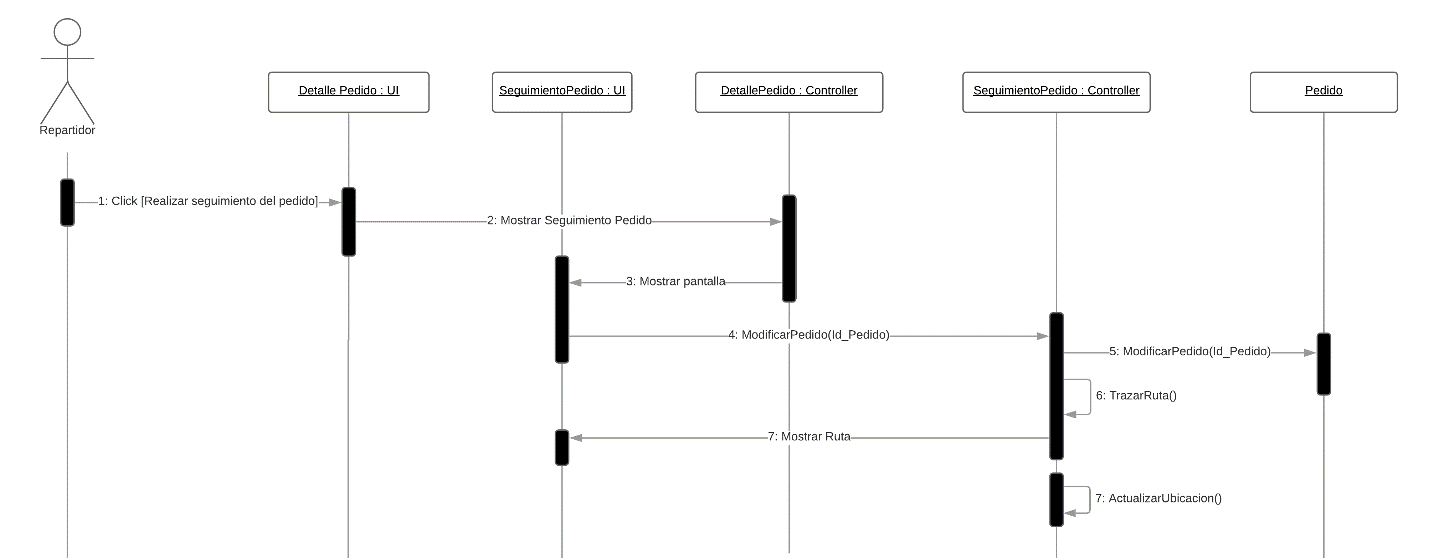 Repartidor
Detalle Pedido : UI
SeguimientoPedido : UI
DetallePedido : Controller
SeguimientoPedido : Controller
Pedido
1: Click [Realizar seguimiento del pedido]
2: Mostrar Seguimiento Pedido
3: Mostrar pantalla
4: ModificarPedido(Id_Pedido)
5: ModificarPedido(Id_Pedido)
6: TrazarRuta()
7: Mostrar Ruta
7: ActualizarUbicacion()